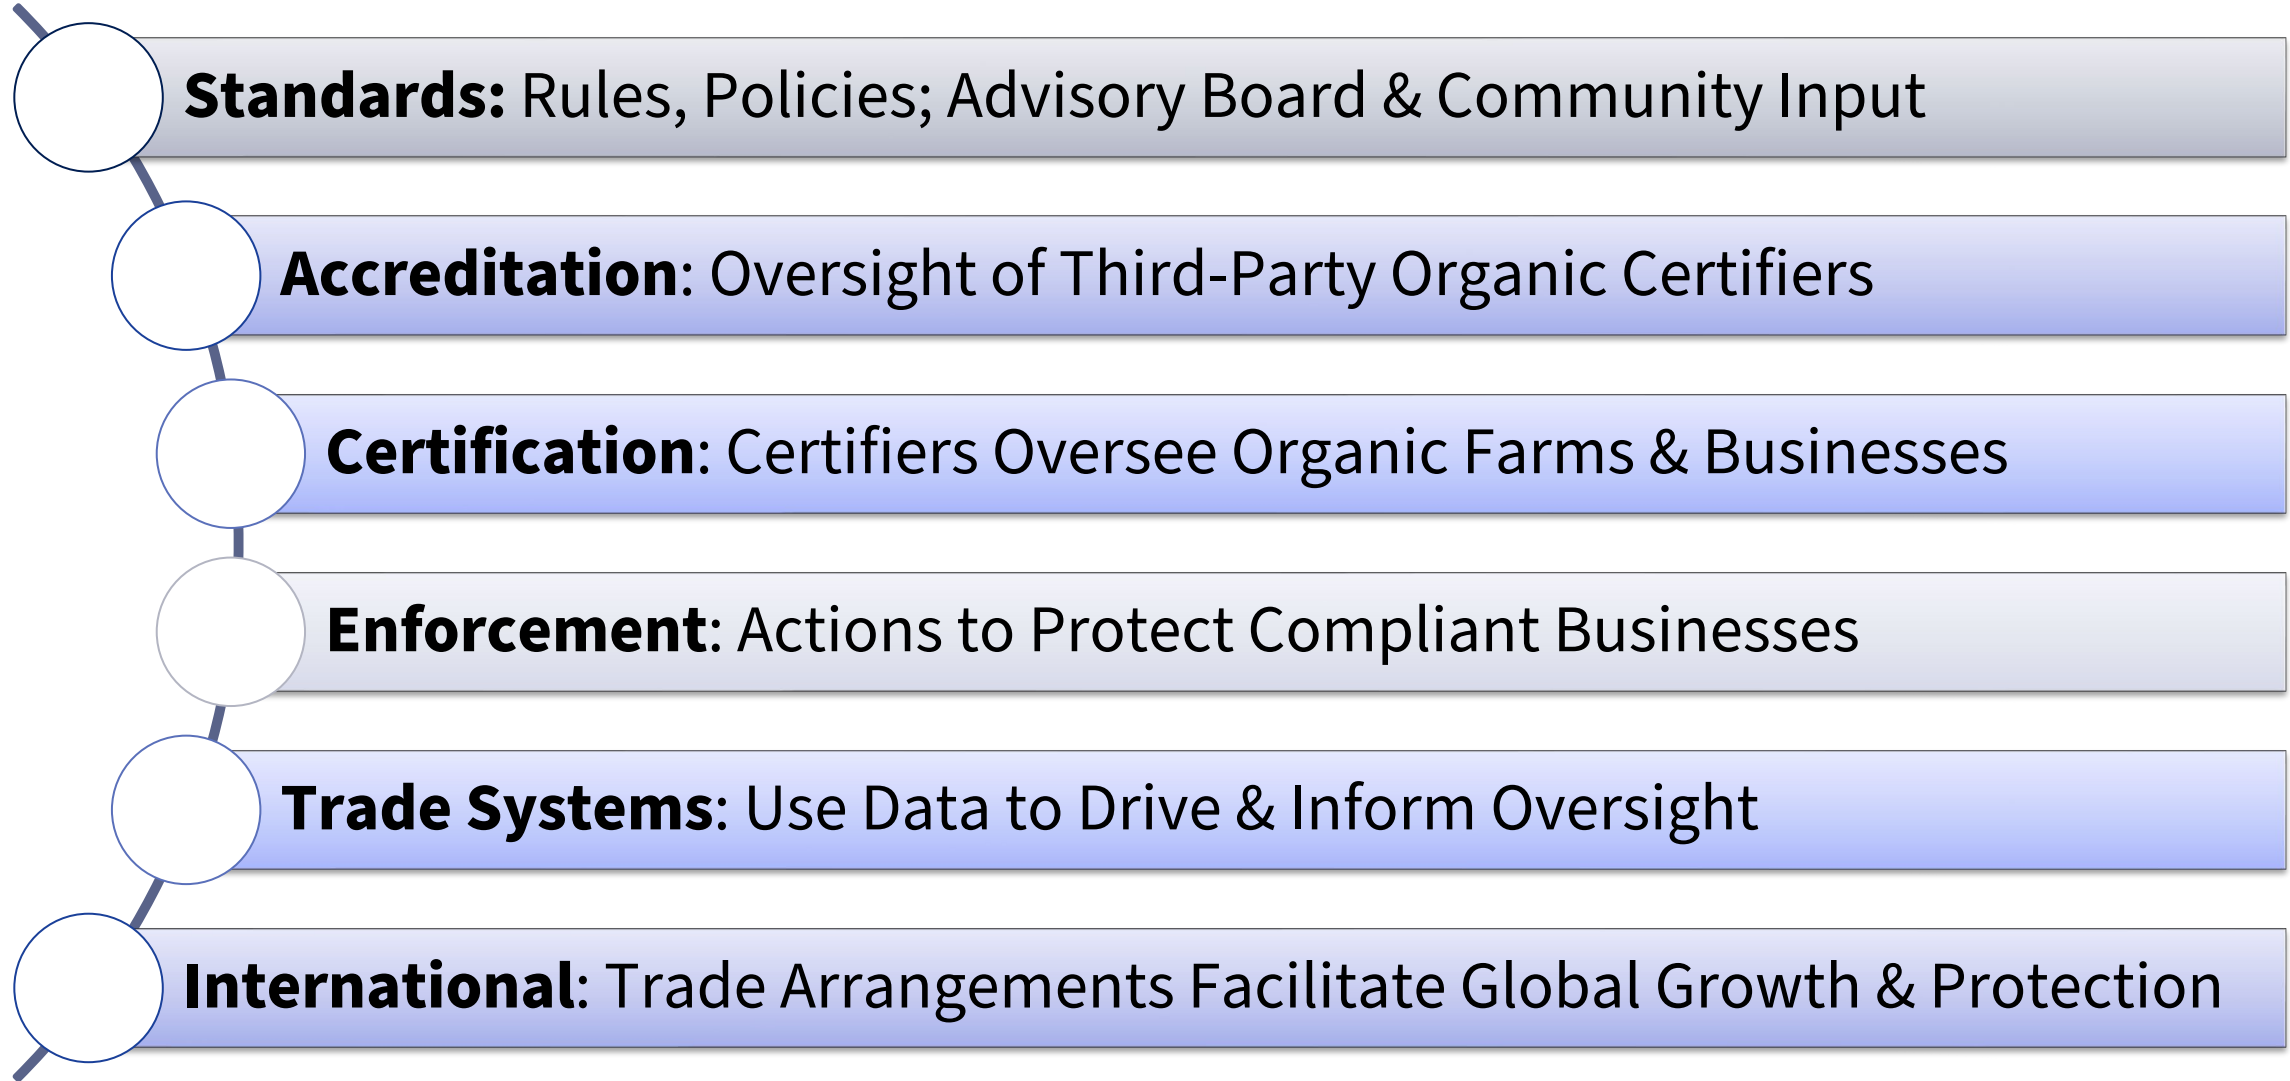 Standards: Rules, Policies; Advisory Board & Community Input
Accreditation: Oversight of Third-Party Organic Certifiers
Certification: Certifiers Oversee Organic Farms & Businesses
Enforcement: Actions to Protect Compliant Businesses
Trade Systems: Use Data to Drive & Inform Oversight
International: Trade Arrangements Facilitate Global Growth & Protection